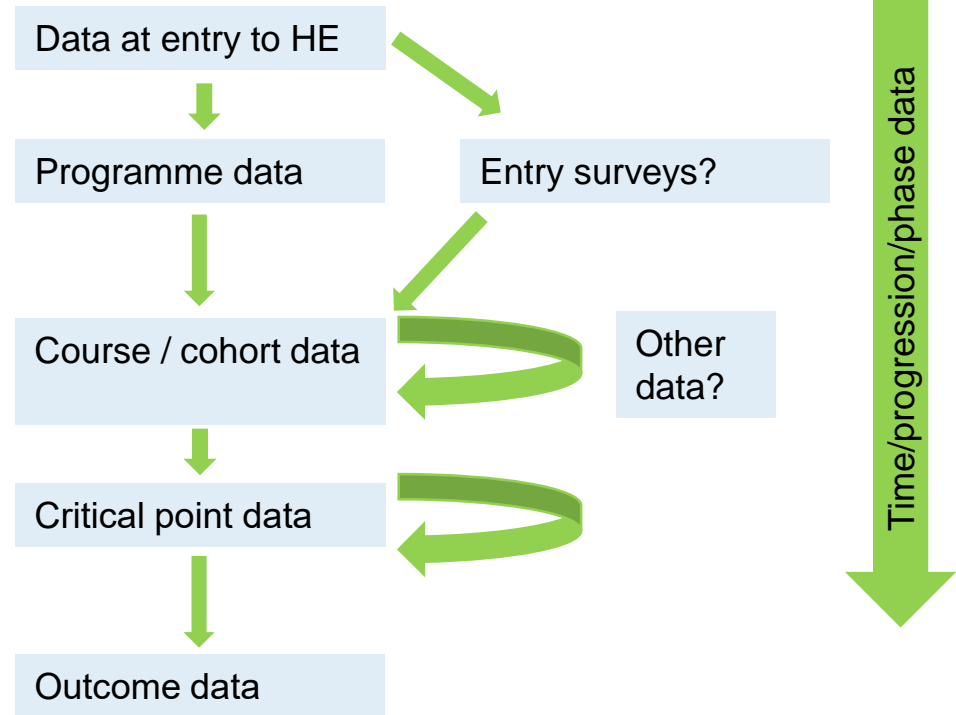 Data at entry to HE
Programme data
Entry surveys?
Course / cohort data
Other
data?
Critical point data
Outcome data
Time/progression/phase data